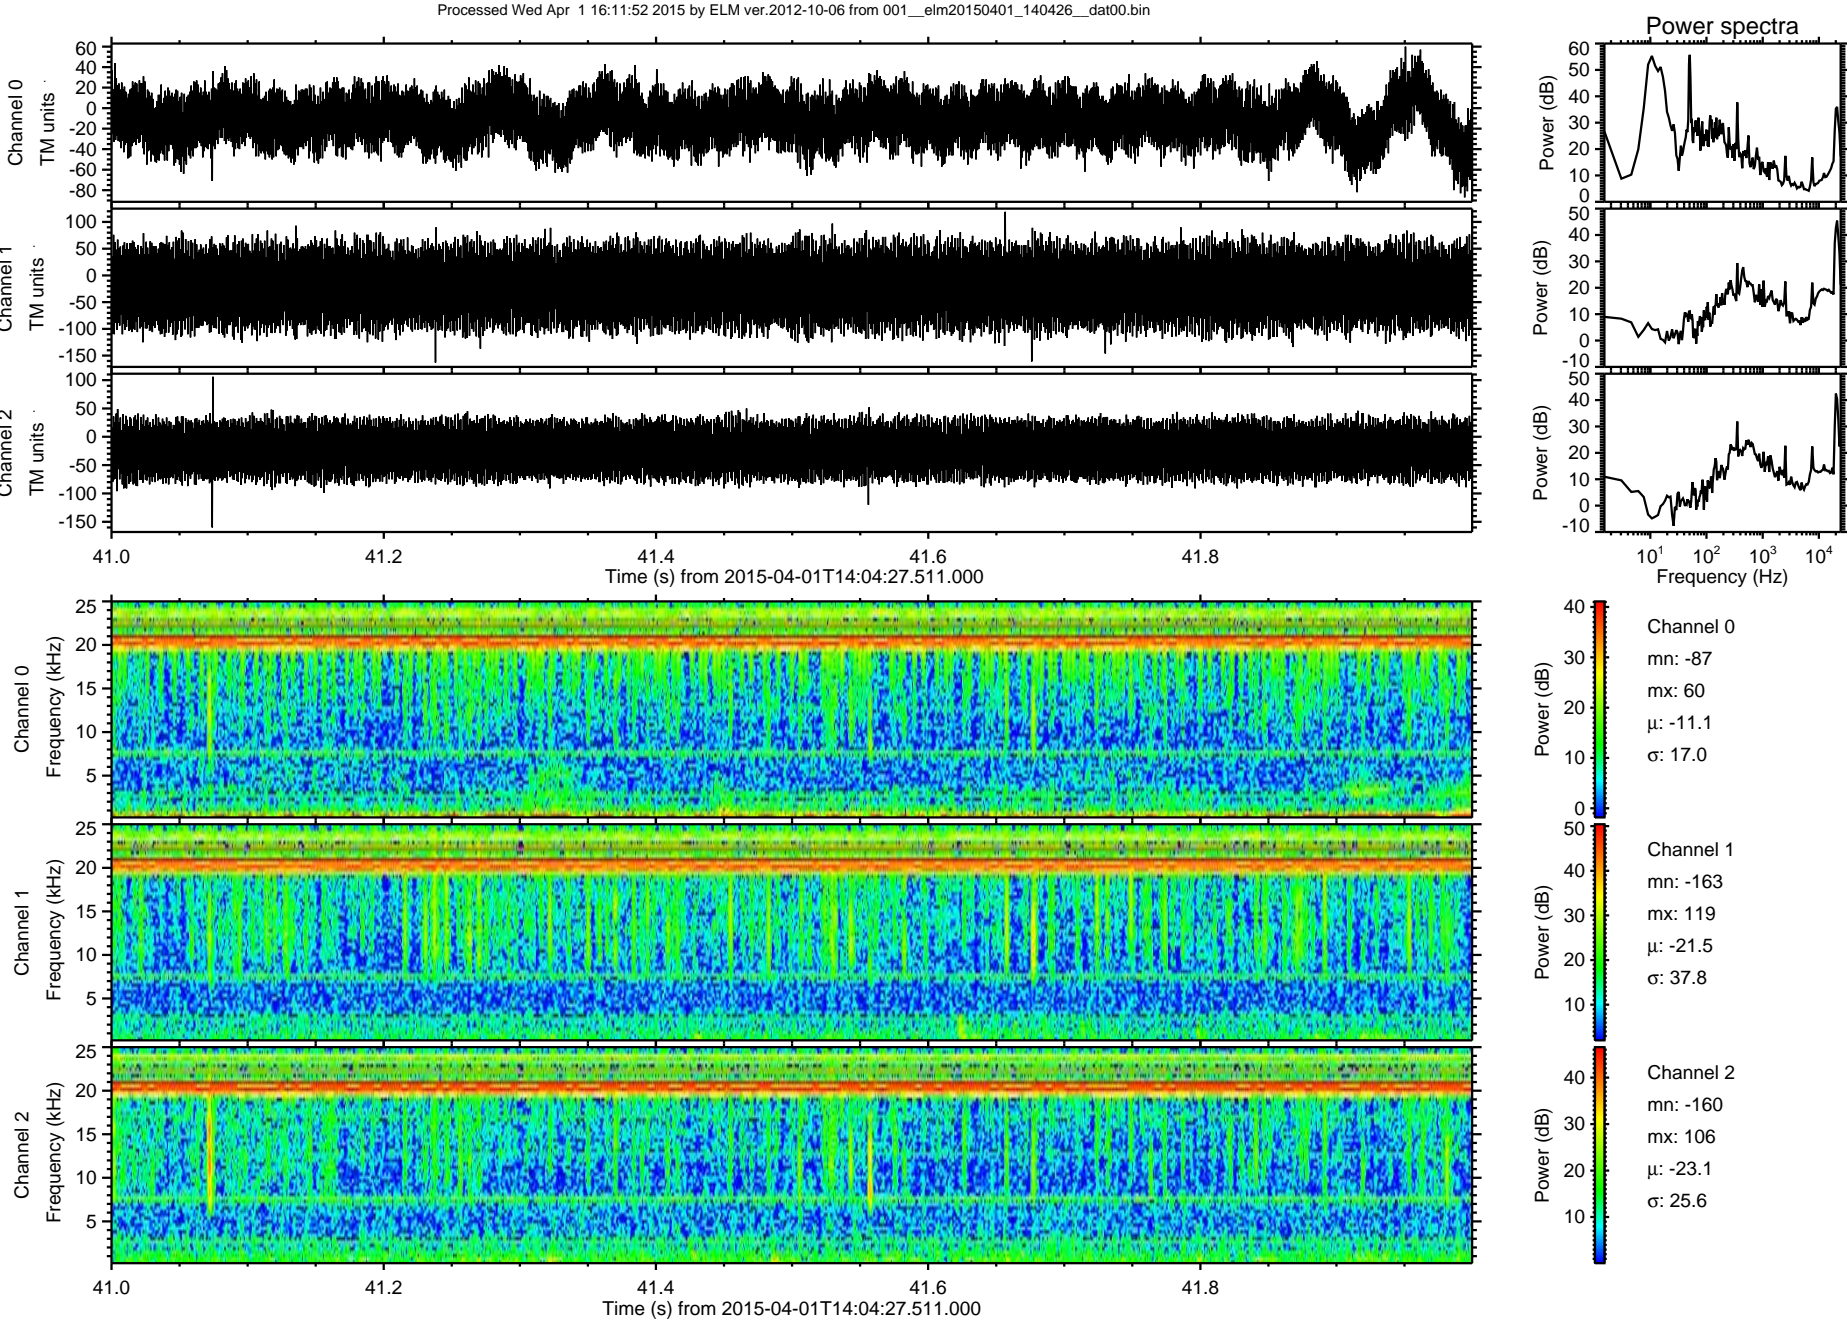 Processed Wed Apr  1 16:11:52 2015 by ELM ver.2012-10-06 from 001__elm20150401_140426__dat00.bin
Power spectra
Channel 0
TM units
60
40
20
0
-20
-40
-60
-80
Power (dB)
60
50
40
30
20
10
0
Channel 1
TM units
100
50
0
-50
-100
-150
Power (dB)
50
40
30
20
10
0
-10
Channel 2
TM units
100
50
0
-50
-100
-150
Power (dB)
50
40
30
20
10
0
-10
41.0 41.2 41.4 41.6 41.8
Time (s) from 2015-04-01T14:04:27.511.000
10¹ 10² 10³ 10⁴
Frequency (Hz)
Channel 0
Frequency (kHz)
25
20
15
10
5
Power (dB)
40
30
20
10
0
Channel 0
mn: -87
mx: 60
μ: -11.1
σ: 17.0
Channel 1
Frequency (kHz)
25
20
15
10
5
Power (dB)
50
40
30
20
10
Channel 1
mn: -163
mx: 119
μ: -21.5
σ: 37.8
Channel 2
Frequency (kHz)
25
20
15
10
5
Power (dB)
40
30
20
10
Channel 2
mn: -160
mx: 106
μ: -23.1
σ: 25.6
41.0 41.2 41.4 41.6 41.8
Time (s) from 2015-04-01T14:04:27.511.000